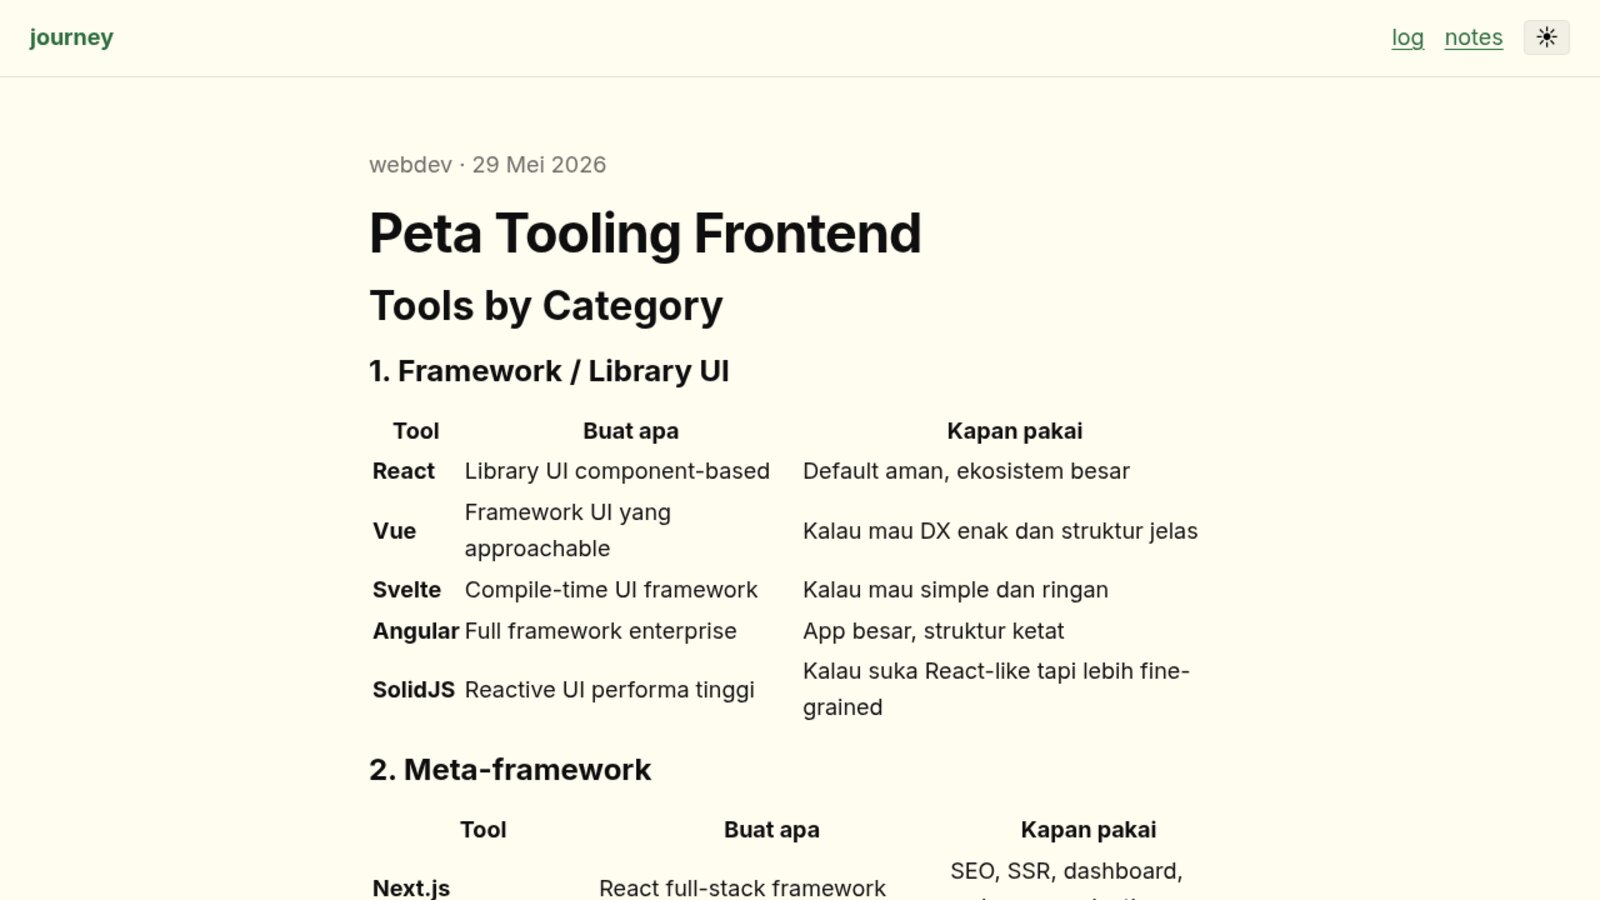 journey
log notes
webdev · 29 Mei 2026
Peta Tooling Frontend
Tools by Category
1. Framework / Library UI
Tool Buat apa Kapan pakai
React Library UI component-based Default aman, ekosistem besar
Vue Framework UI yang approachable Kalau mau DX enak dan struktur jelas
Svelte Compile-time UI framework Kalau mau simple dan ringan
Angular Full framework enterprise App besar, struktur ketat
SolidJS Reactive UI performa tinggi Kalau suka React-like tapi lebih fine-grained
2. Meta-framework
Tool Buat apa Kapan pakai
Next.js React full-stack framework SEO, SSR, dashboard,